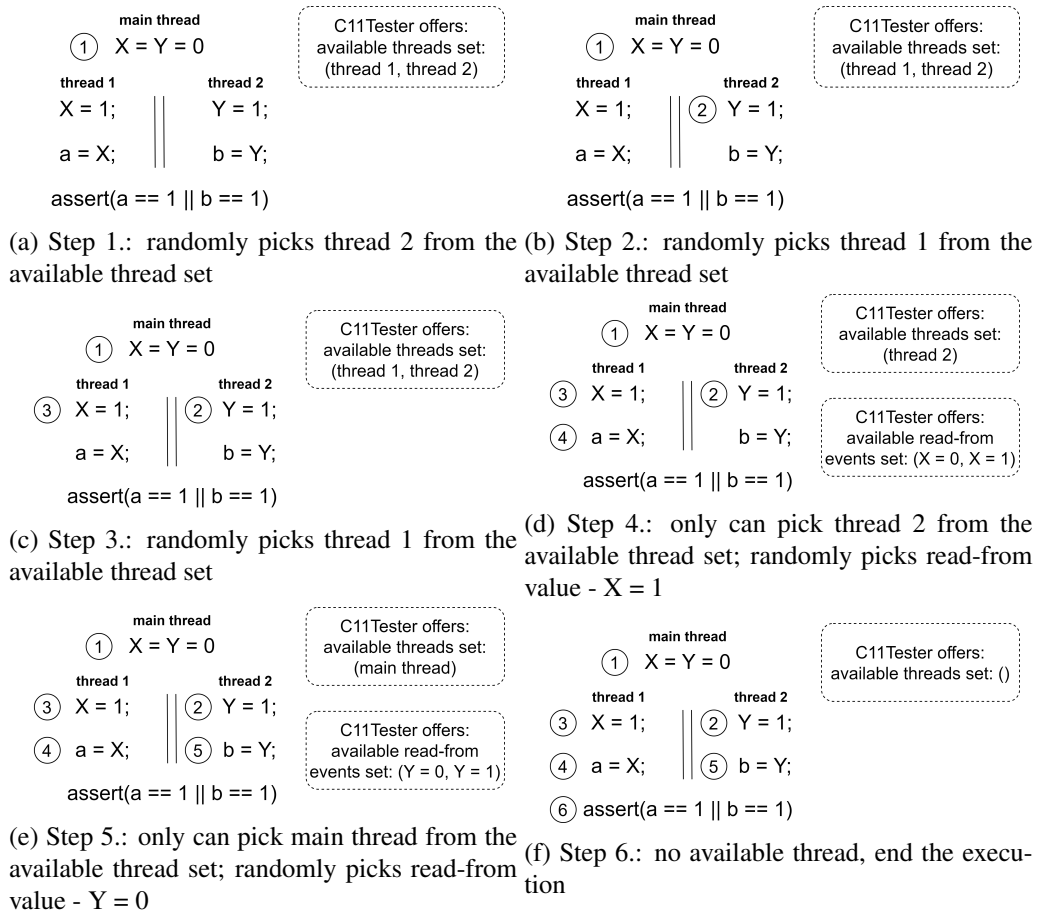 main thread
① X = Y = 0
thread 1 thread 2
X = 1; Y = 1;
a = X; b = Y;
assert(a == 1 || b == 1)
C11Tester offers:
available threads set:
(thread 1, thread 2)
(a) Step 1.: randomly picks thread 2 from the
available thread set
main thread
① X = Y = 0
thread 1 thread 2
X = 1; ② Y = 1;
a = X; b = Y;
assert(a == 1 || b == 1)
C11Tester offers:
available threads set:
(thread 1, thread 2)
(b) Step 2.: randomly picks thread 1 from the
available thread set
main thread
① X = Y = 0
thread 1 thread 2
③ X = 1; ② Y = 1;
a = X; b = Y;
assert(a == 1 || b == 1)
C11Tester offers:
available threads set:
(thread 1, thread 2)
(c) Step 3.: randomly picks thread 1 from the
available thread set
main thread
① X = Y = 0
thread 1 thread 2
③ X = 1; ② Y = 1;
④ a = X; b = Y;
assert(a == 1 || b == 1)
C11Tester offers:
available threads set:
(thread 2)
C11Tester offers:
available read-from
events set: (X = 0, X = 1)
(d) Step 4.: only can pick thread 2 from the
available thread set; randomly picks read-from
value - X = 1
main thread
① X = Y = 0
thread 1 thread 2
③ X = 1; ② Y = 1;
④ a = X; ⑤ b = Y;
assert(a == 1 || b == 1)
C11Tester offers:
available threads set:
(main thread)
C11Tester offers:
available read-from
events set: (Y = 0, Y = 1)
(e) Step 5.: only can pick main thread from the
available thread set; randomly picks read-from
value - Y = 0
main thread
① X = Y = 0
thread 1 thread 2
③ X = 1; ② Y = 1;
④ a = X; ⑤ b = Y;
⑥ assert(a == 1 || b == 1)
C11Tester offers:
available threads set: ()
(f) Step 6.: no available thread, end the execu-
tion